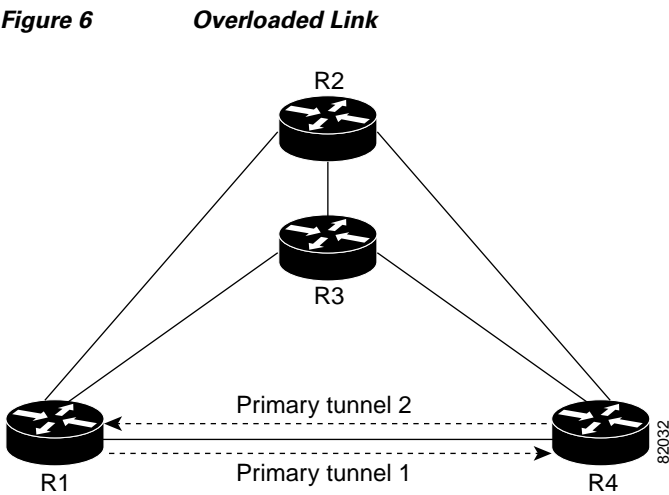 Figure 6 Overloaded Link
R2
R3
Primary tunnel 2
Primary tunnel 1
R1
R4
82032